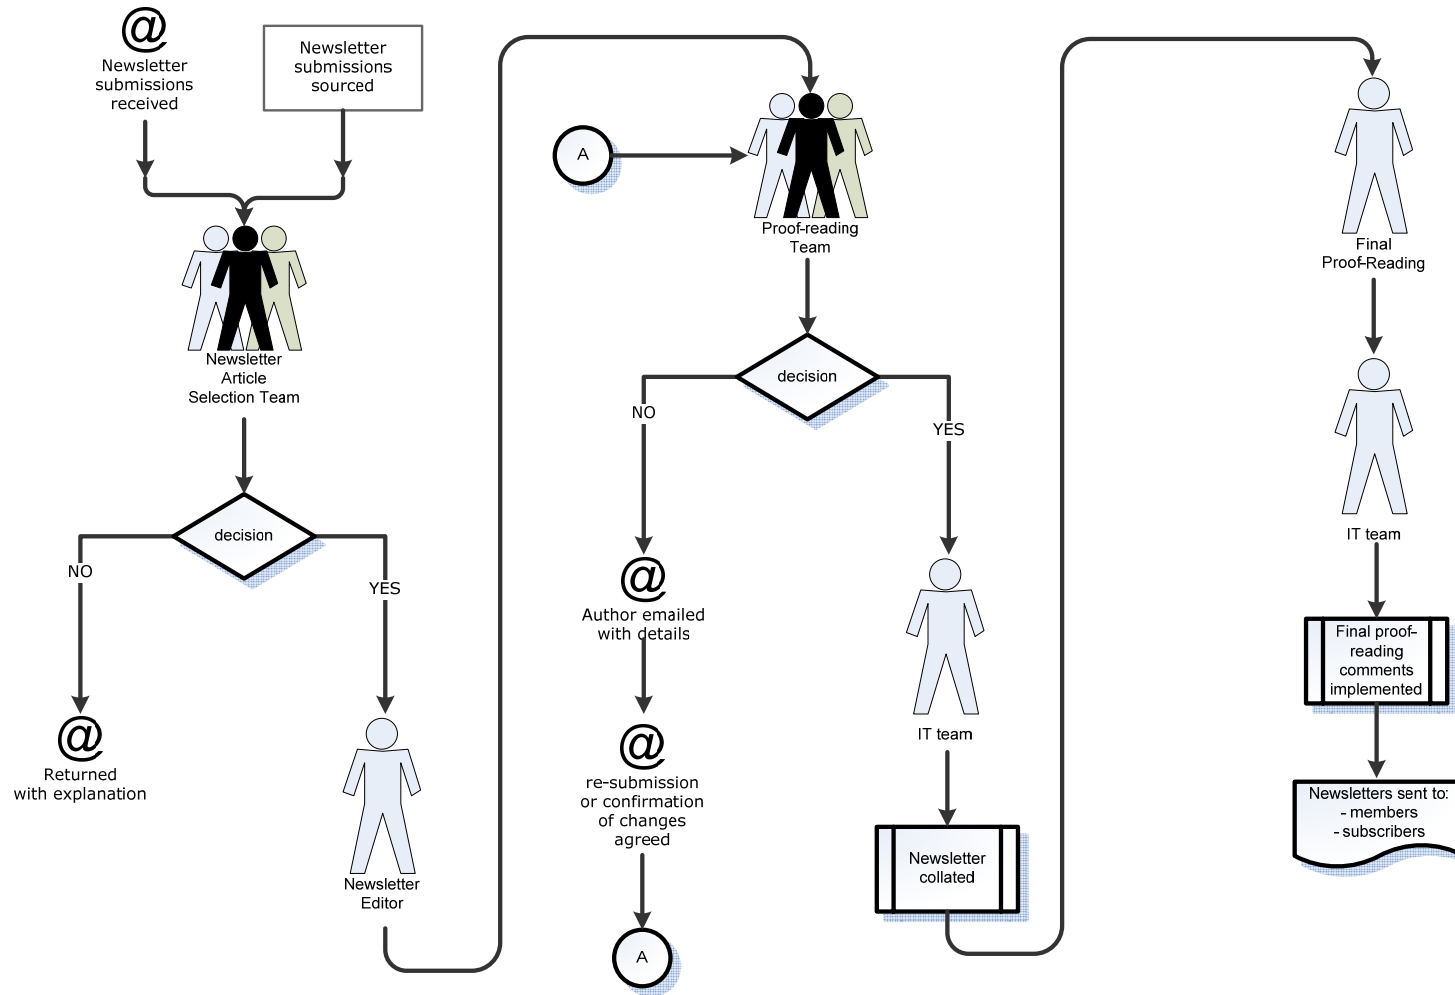 @
Newsletter
submissions
received
Newsletter
submissions
sourced
Newsletter
Article
Selection Team
decision
NO
YES
@
Returned
with explanation
Newsletter
Editor
A
Proof-reading
Team
decision
NO
YES
@
Author emailed
with details
@
re-submission
or confirmation
of changes
agreed
A
IT team
Newsletter
collated
Final
Proof-Reading
IT team
Final proof-
reading
comments
implemented
Newsletters sent to:
- members
- subscribers